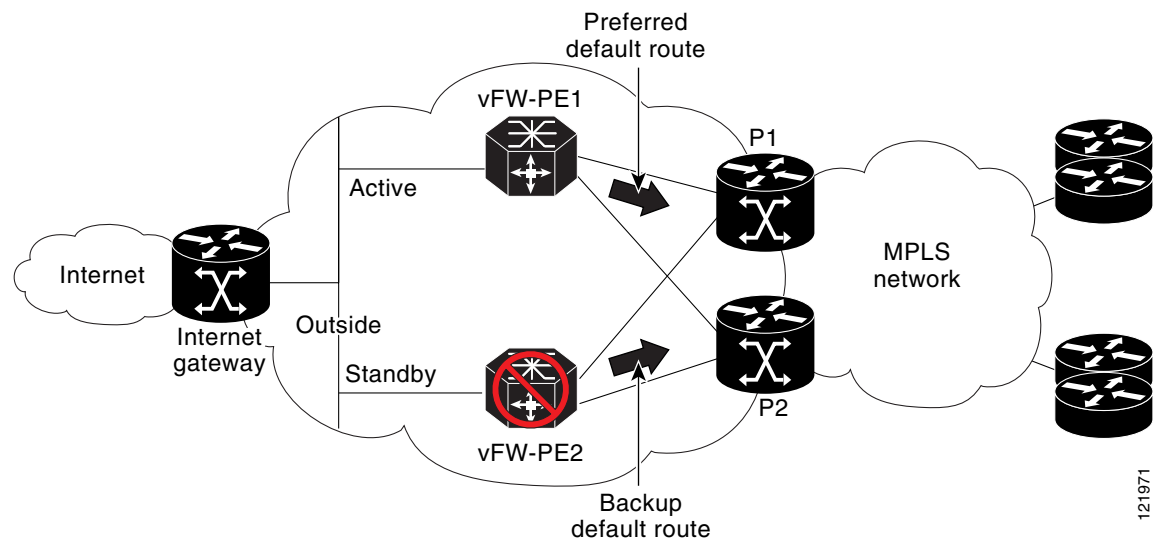 Preferred
default route
vFW-PE1
P1
Active
MPLS
network
Internet
Outside
Internet
gateway
Standby
P2
vFW-PE2
Backup
default route
121971